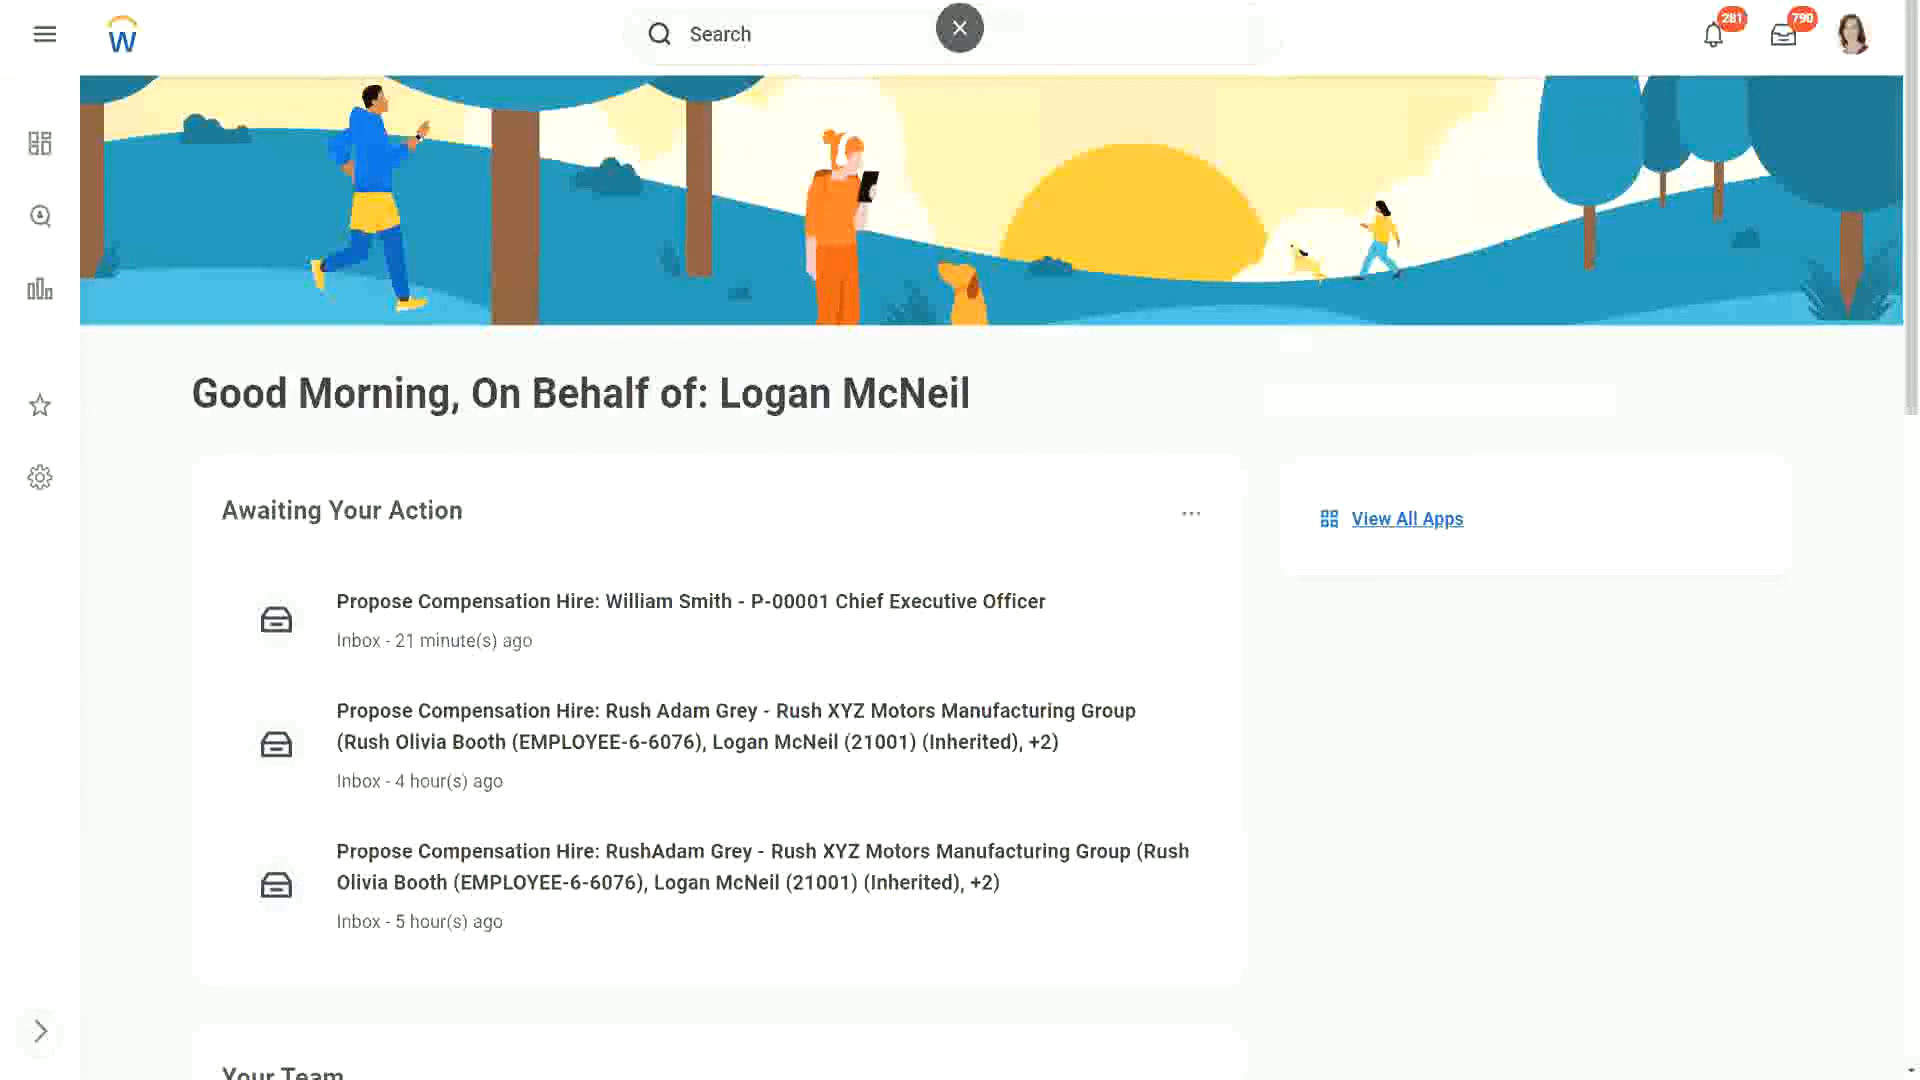 W
Search
281
790
Good Morning, On Behalf of: Logan McNeil
Awaiting Your Action
View All Apps
Propose Compensation Hire: William Smith - P-00001 Chief Executive Officer
Inbox - 21 minute(s) ago
Propose Compensation Hire: Rush Adam Grey - Rush XYZ Motors Manufacturing Group
(Rush Olivia Booth (EMPLOYEE-6-6076), Logan McNeil (21001) (Inherited), +2)
Inbox - 4 hour(s) ago
Propose Compensation Hire: RushAdam Grey - Rush XYZ Motors Manufacturing Group (Rush
Olivia Booth (EMPLOYEE-6-6076), Logan McNeil (21001) (Inherited), +2)
Inbox - 5 hour(s) ago
Your Team